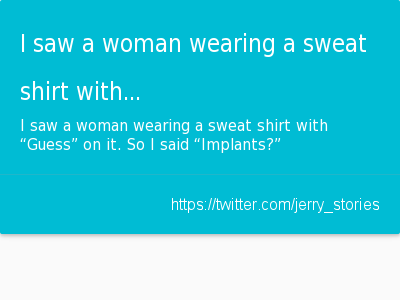 I saw a woman wearing a sweat
shirt with...
I saw a woman wearing a sweat shirt with
“Guess” on it. So I said “Implants?”
https://twitter.com/jerry_stories